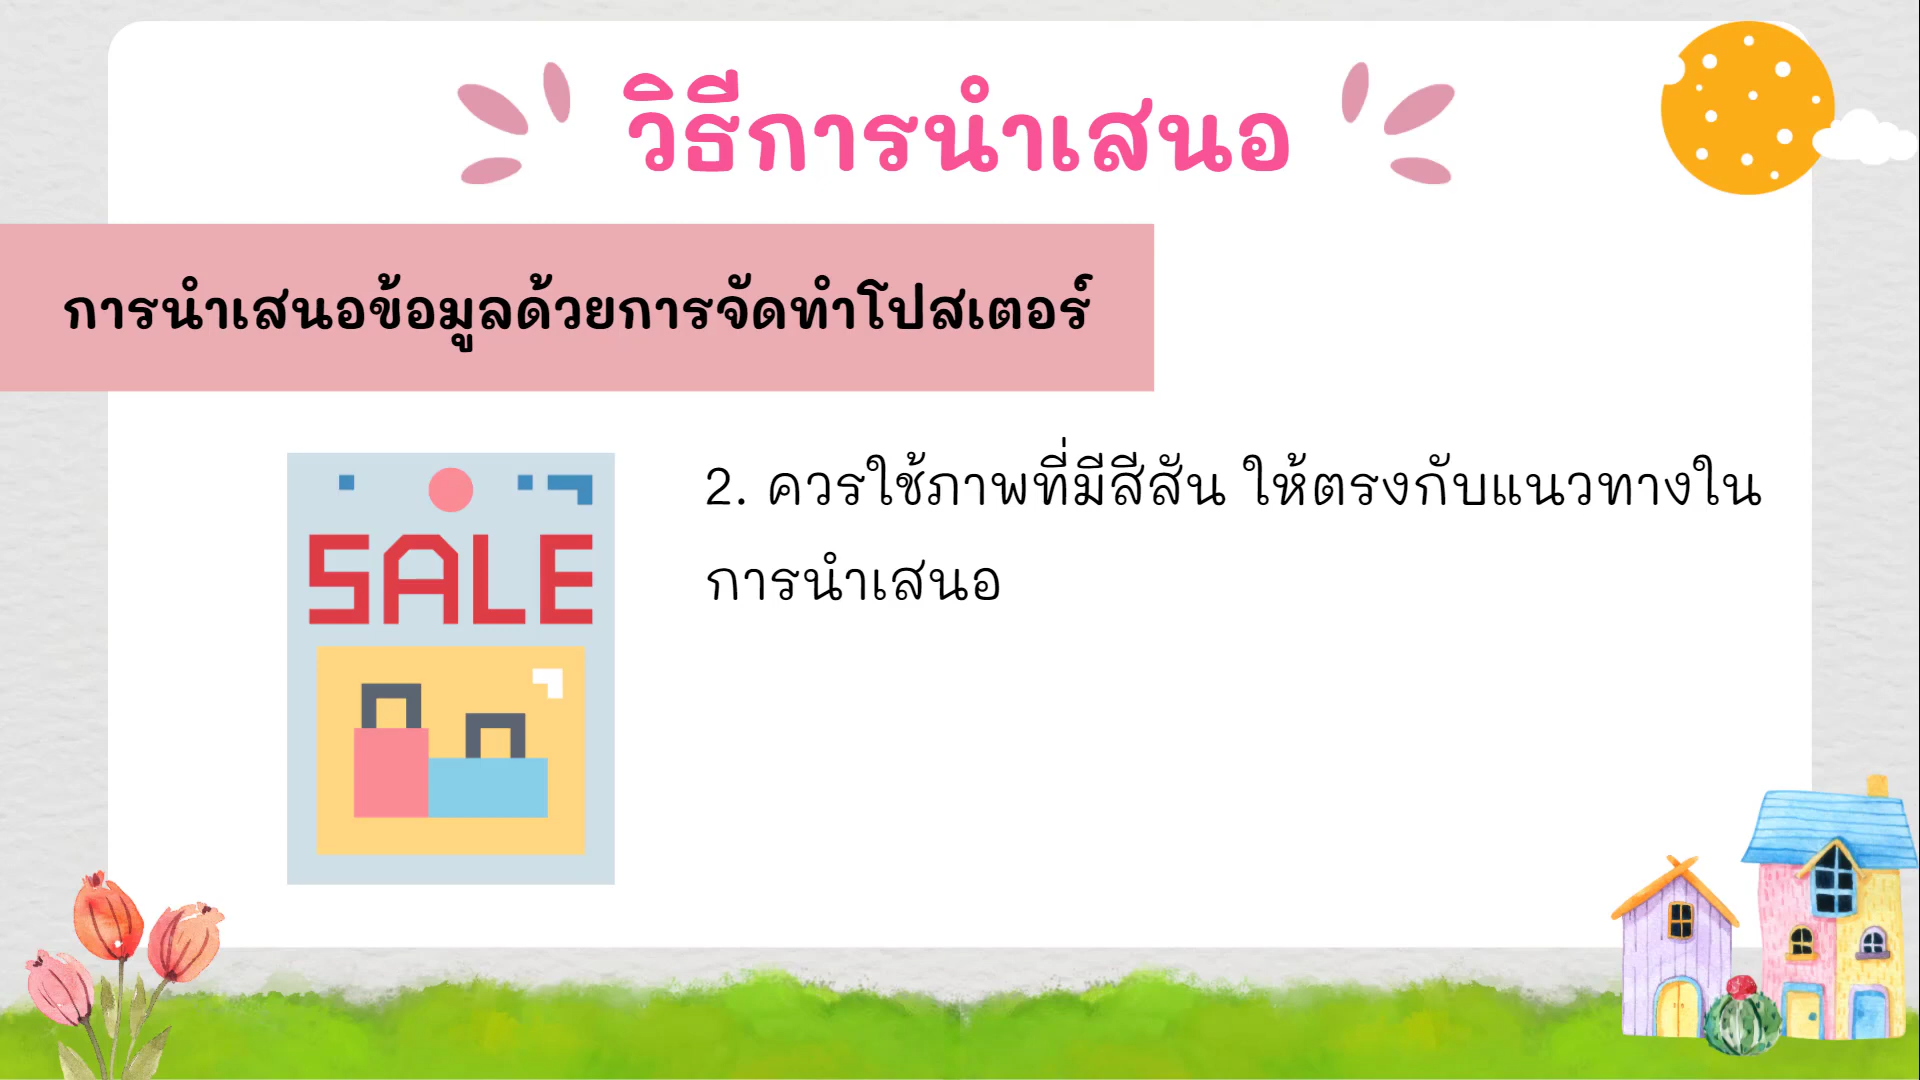 วิธีการนำเสนอ
การนำเสนอข้อมูลด้วยการจัดทำโปสเตอร์
SALE
2. ควรใช้ภาพที่มีสีสัน ให้ตรงกับแนวทางใน
การนำเสนอ